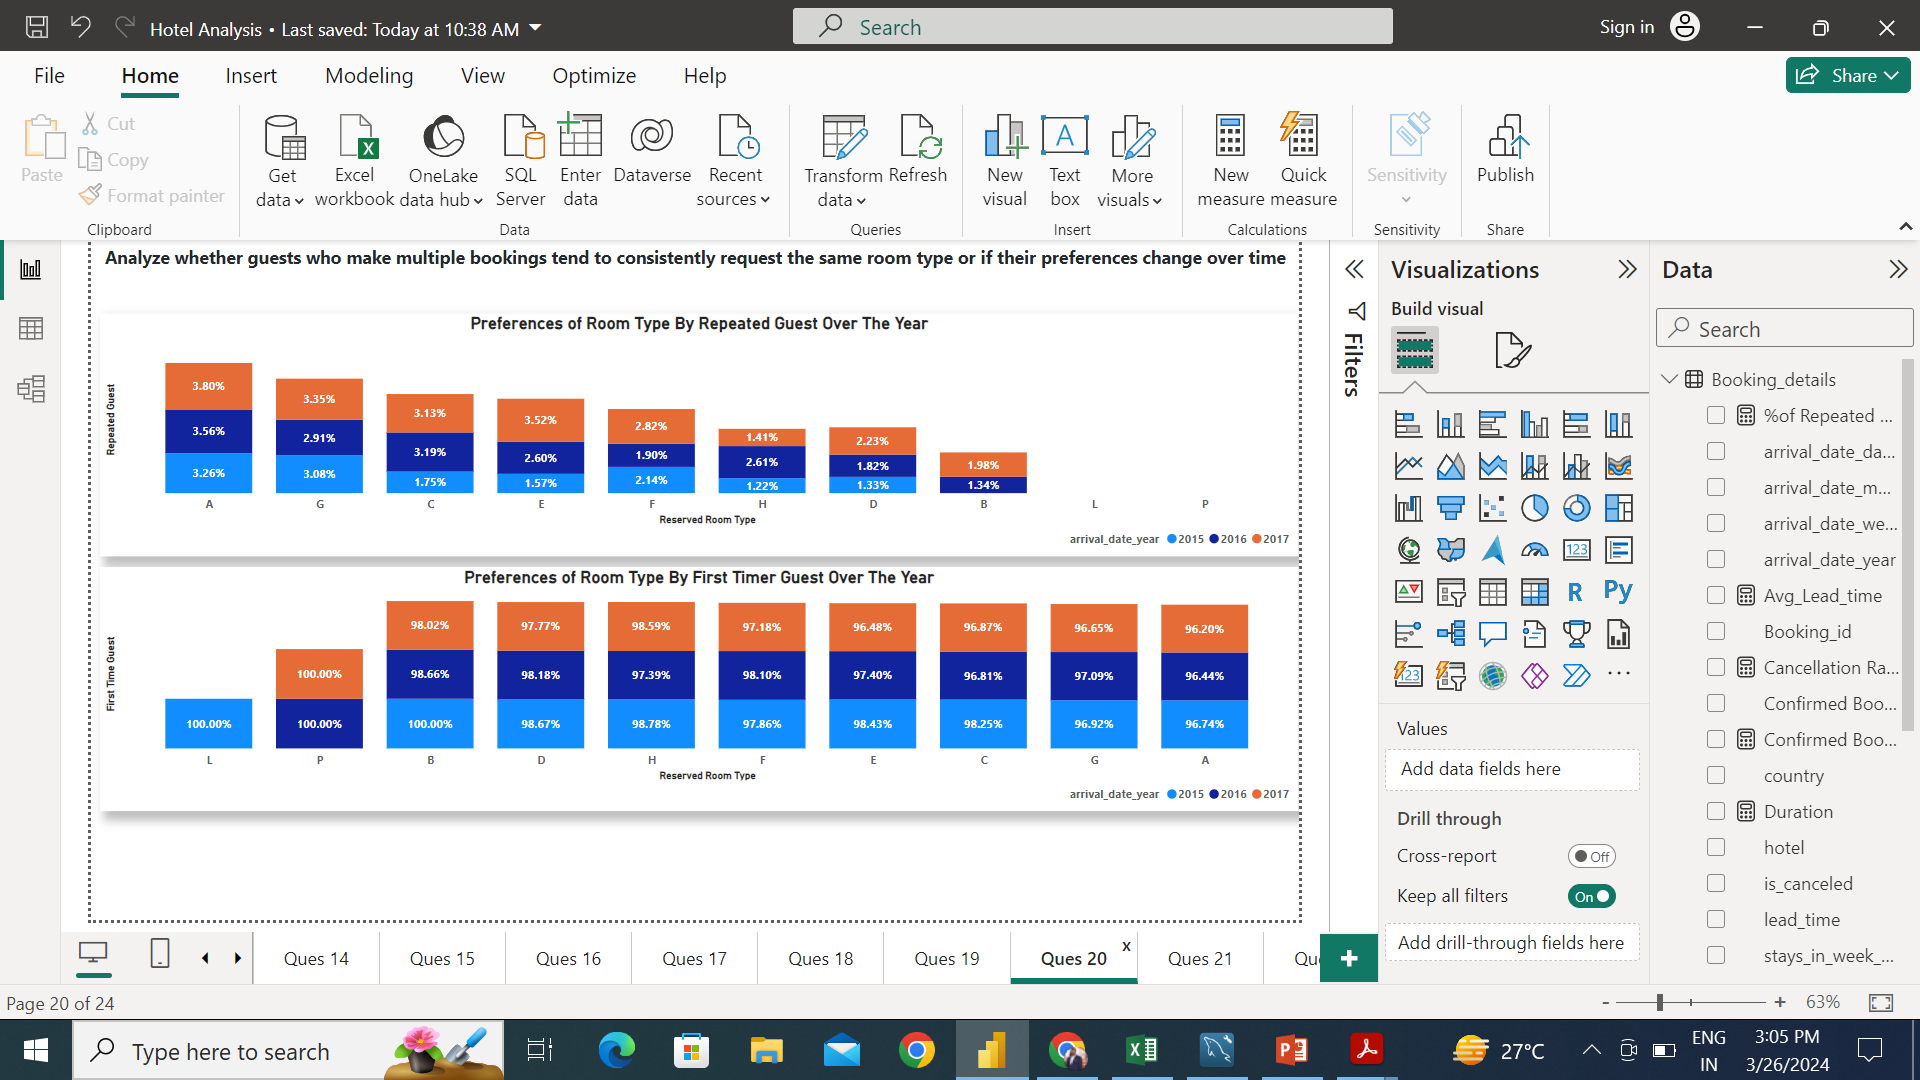 Hotel Analysis • Last saved: Today at 10:38 AM
Search
Sign in
File Home Insert Modeling View Optimize Help
Share
Paste
Cut
Copy
Format painter
Clipboard
Get data
Excel workbook
OneLake data hub
SQL Server
Enter data
Dataverse
Recent sources
Data
Transform data
Refresh
Queries
New visual
Text box
More visuals
Insert
New measure
Quick measure
Calculations
Sensitivity
Sensitivity
Publish
Share
Analyze whether guests who make multiple bookings tend to consistently request the same room type or if their preferences change over time
Preferences of Room Type By Repeated Guest Over The Year
Repeated Guest
3.80% 3.35% 3.13% 3.52% 2.82% 1.41% 2.23% 1.98%
3.56% 2.91% 3.19% 2.60% 1.90% 2.61% 1.82% 1.34%
3.26% 3.08% 1.75% 1.57% 2.14% 1.22% 1.33%
A G C E F H D B L P
Reserved Room Type
arrival_date_year 2015 2016 2017
Preferences of Room Type By First Timer Guest Over The Year
First Time Guest
100.00% 98.02% 97.77% 98.59% 97.18% 96.48% 96.87% 96.65% 96.20%
100.00% 98.66% 98.18% 97.39% 98.10% 97.40% 96.81% 97.09% 96.44%
100.00% 100.00% 98.67% 98.78% 97.86% 98.43% 98.25% 96.92% 96.74%
L P B D H F E C G A
Reserved Room Type
arrival_date_year 2015 2016 2017
Filters
Visualizations
Build visual
123
R
Py
123
Values
Add data fields here
Drill through
Cross-report Off
Keep all filters On
Add drill-through fields here
Data
Search
Booking_details
%of Repeated ...
arrival_date_da...
arrival_date_m...
arrival_date_we...
arrival_date_year
Avg_Lead_time
Booking_id
Cancellation Ra...
Confirmed Boo...
Confirmed Boo...
country
Duration
hotel
is_canceled
lead_time
stays_in_week_...
Ques 14 Ques 15 Ques 16 Ques 17 Ques 18 Ques 19 Ques 20 x Ques 21 Qu
+
Page 20 of 24
- + 63%
Type here to search
27°C
ENG
IN
3:05 PM
3/26/2024